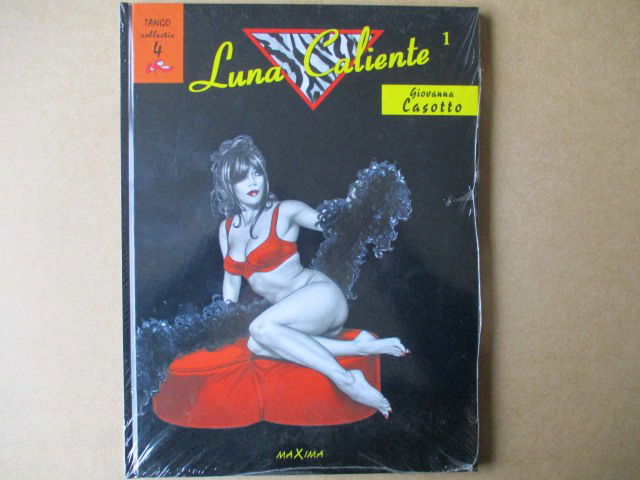 TANGO
collectie
4
Luna Caliente 1
Giovanna
Casotto
MAXIMA